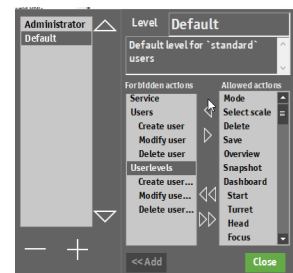 Administrator
Default
Level Default
Default level for `standard`
users
Forbidden actions
Service
Users
Create user
Modify user
Delete user
Userlevels
Create user...
Modify use...
Delete user...
Allowed actions
Mode
Select scale
Delete
Save
Overview
Snapshot
Dashboard
Start
Turret
Head
Focus
<< Add
Close